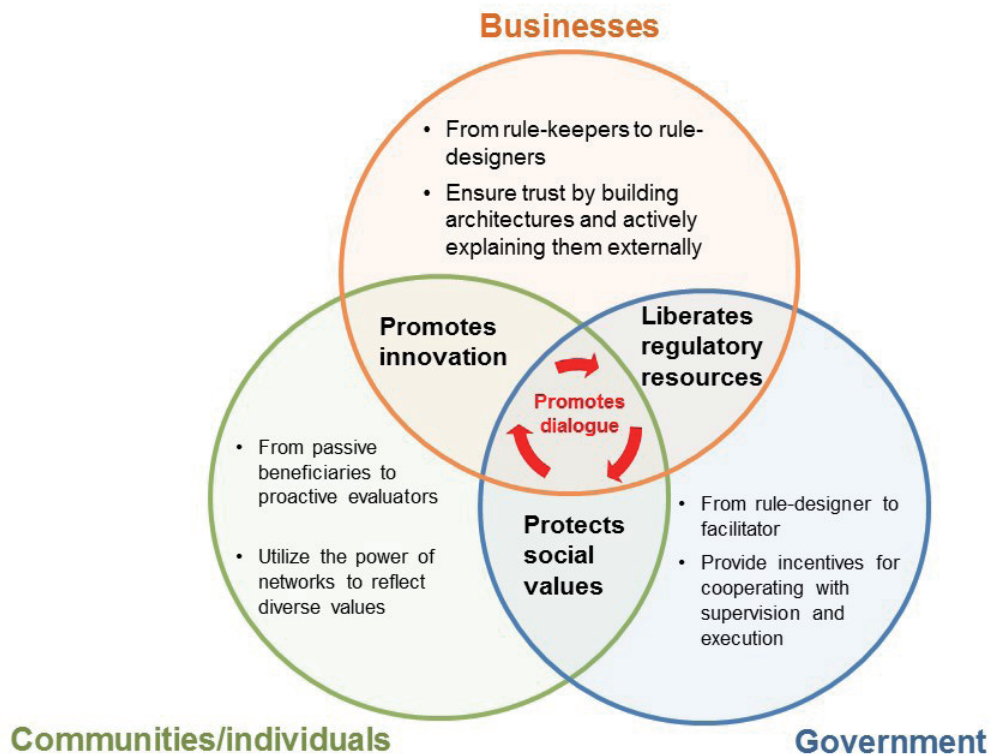 Businesses
• From rule-keepers to rule-
designers
• Ensure trust by building
architectures and actively
explaining them externally
Promotes
innovation
Liberates
regulatory
resources
Promotes
dialogue
• From passive
beneficiaries to
proactive evaluators
• Utilize the power of
networks to reflect
diverse values
Protects
social
values
• From rule-designer to
facilitator
• Provide incentives for
cooperating with
supervision and
execution
Communities/individuals
Government